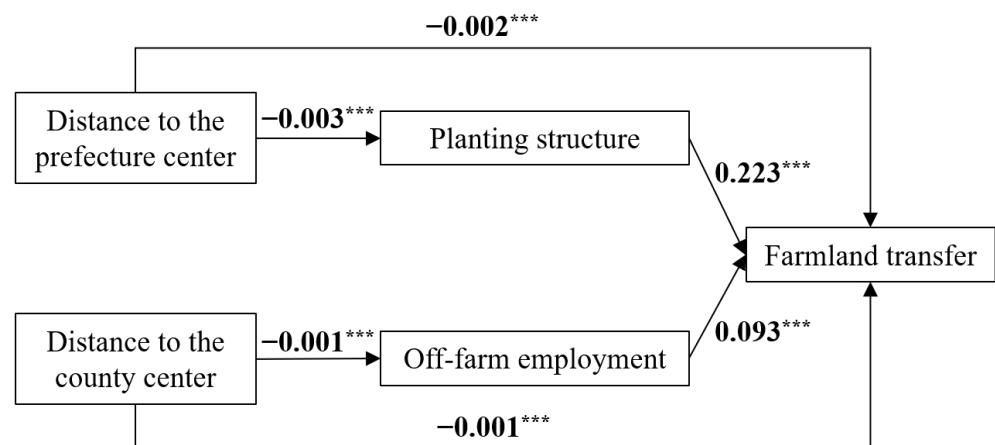 −0.002***
Distance to the
prefecture center
−0.003***
Planting structure
0.223***
Farmland transfer
Distance to the
county center
−0.001***
Off-farm employment
0.093***
−0.001***